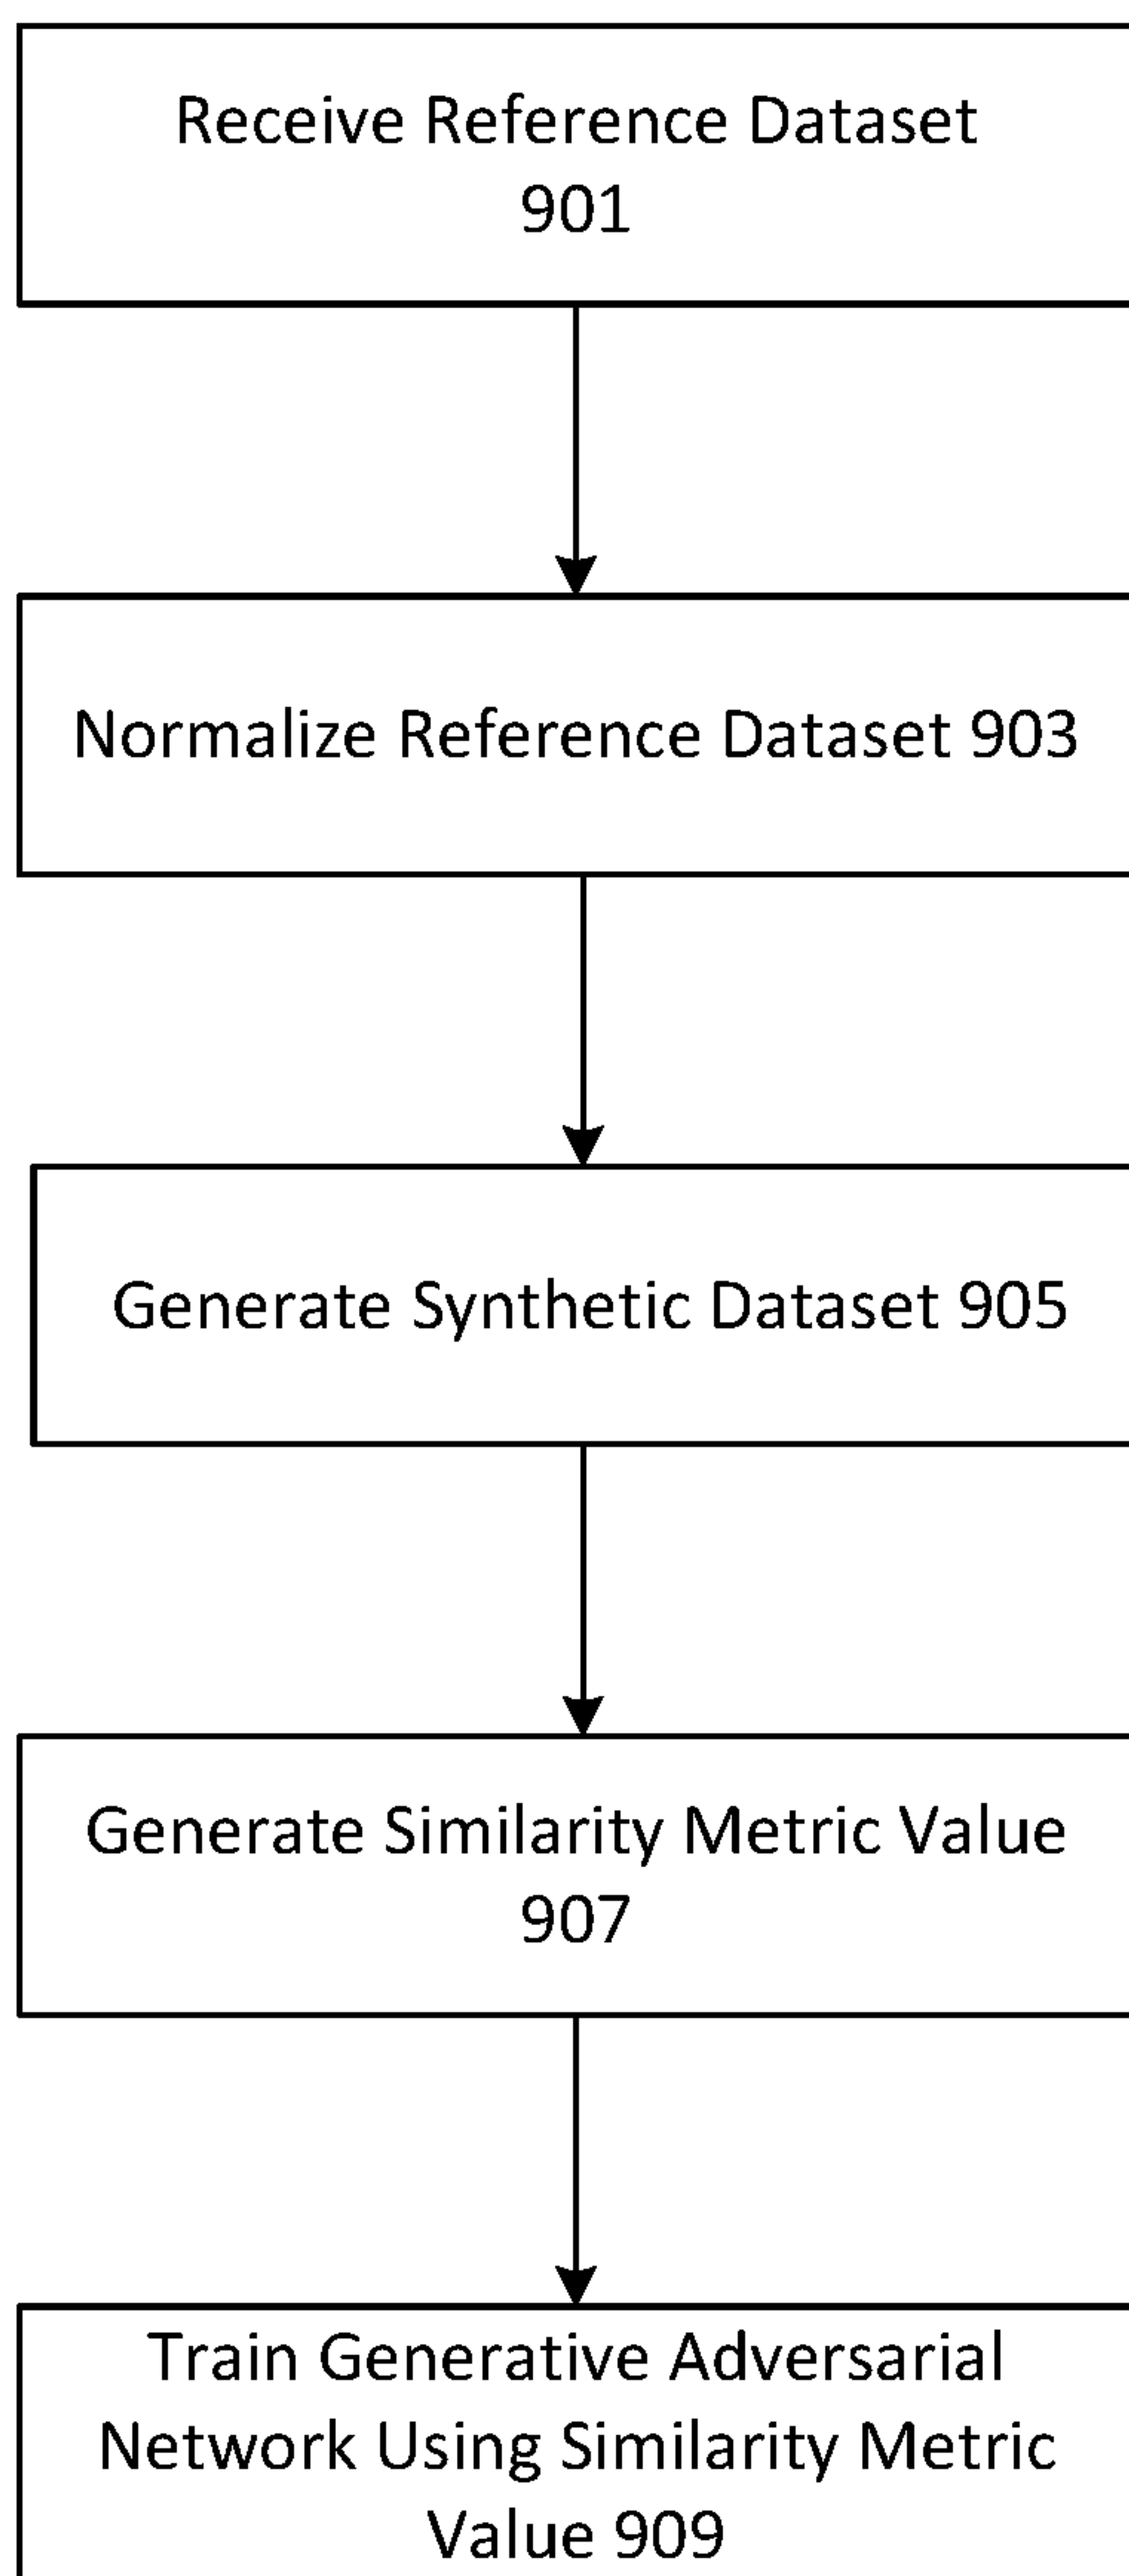 Receive Reference Dataset
901
Normalize Reference Dataset 903
Generate Synthetic Dataset 905
Generate Similarity Metric Value
907
Train Generative Adversarial
Network Using Similarity Metric
Value 909